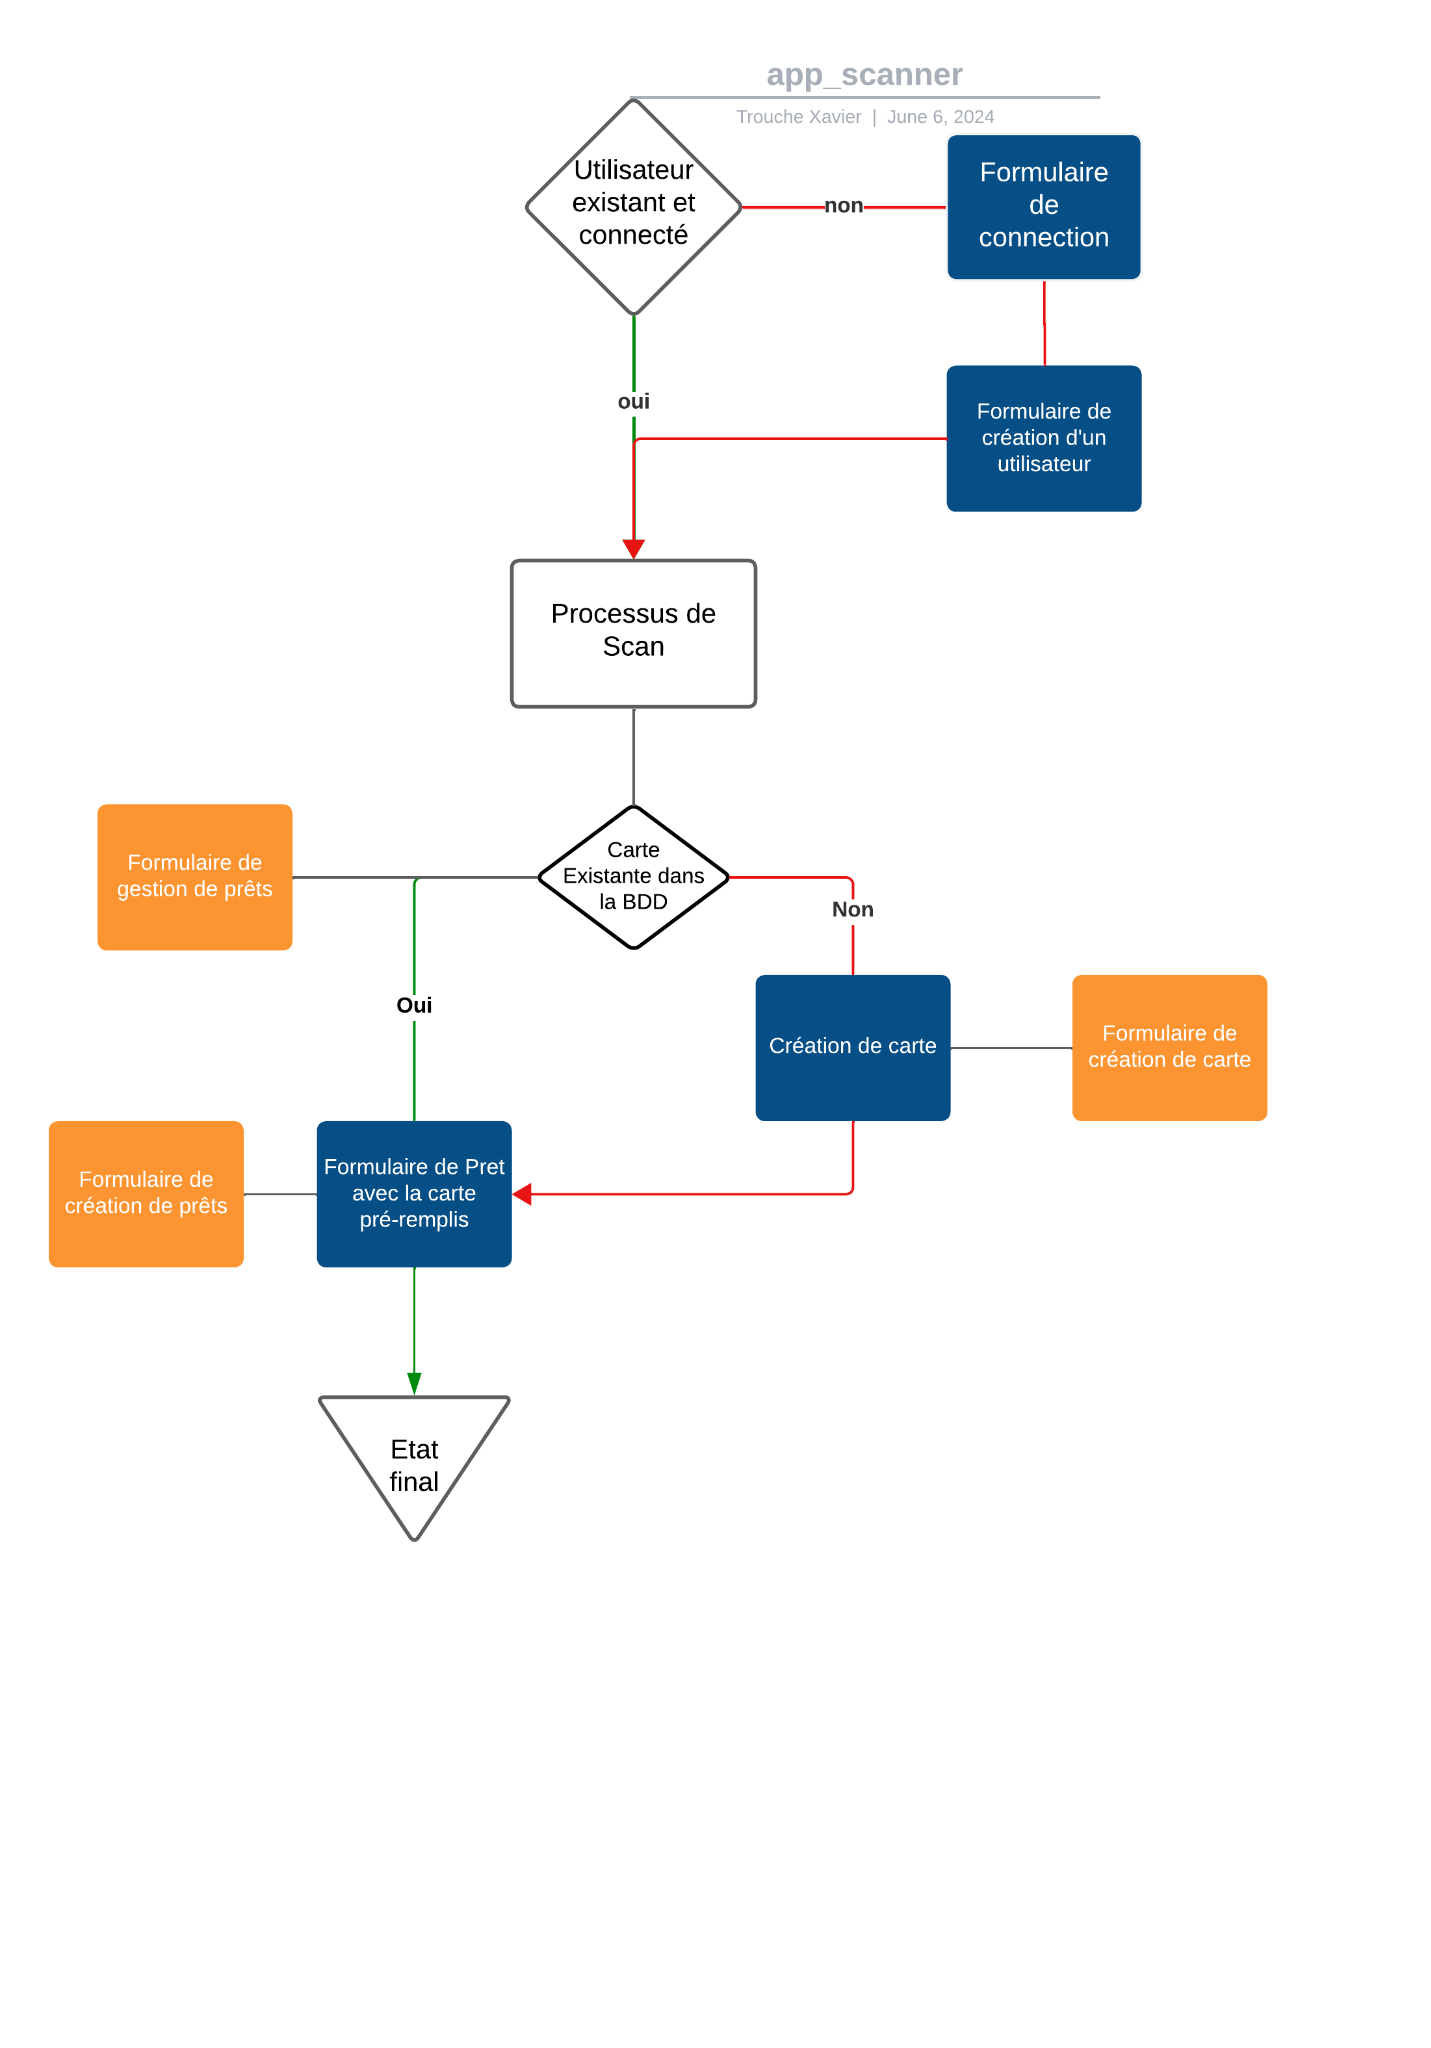 app_scanner
Trouche Xavier | June 6, 2024
Utilisateur
existant et
connecté
non
Formulaire
de
connection
oui
Formulaire de
création d'un
utilisateur
Processus de
Scan
Formulaire de
gestion de prêts
Carte
Existante dans
la BDD
Non
Oui
Création de carte
Formulaire de
création de carte
Formulaire de
création de prêts
Formulaire de Pret
avec la carte
pré-remplis
Etat
final